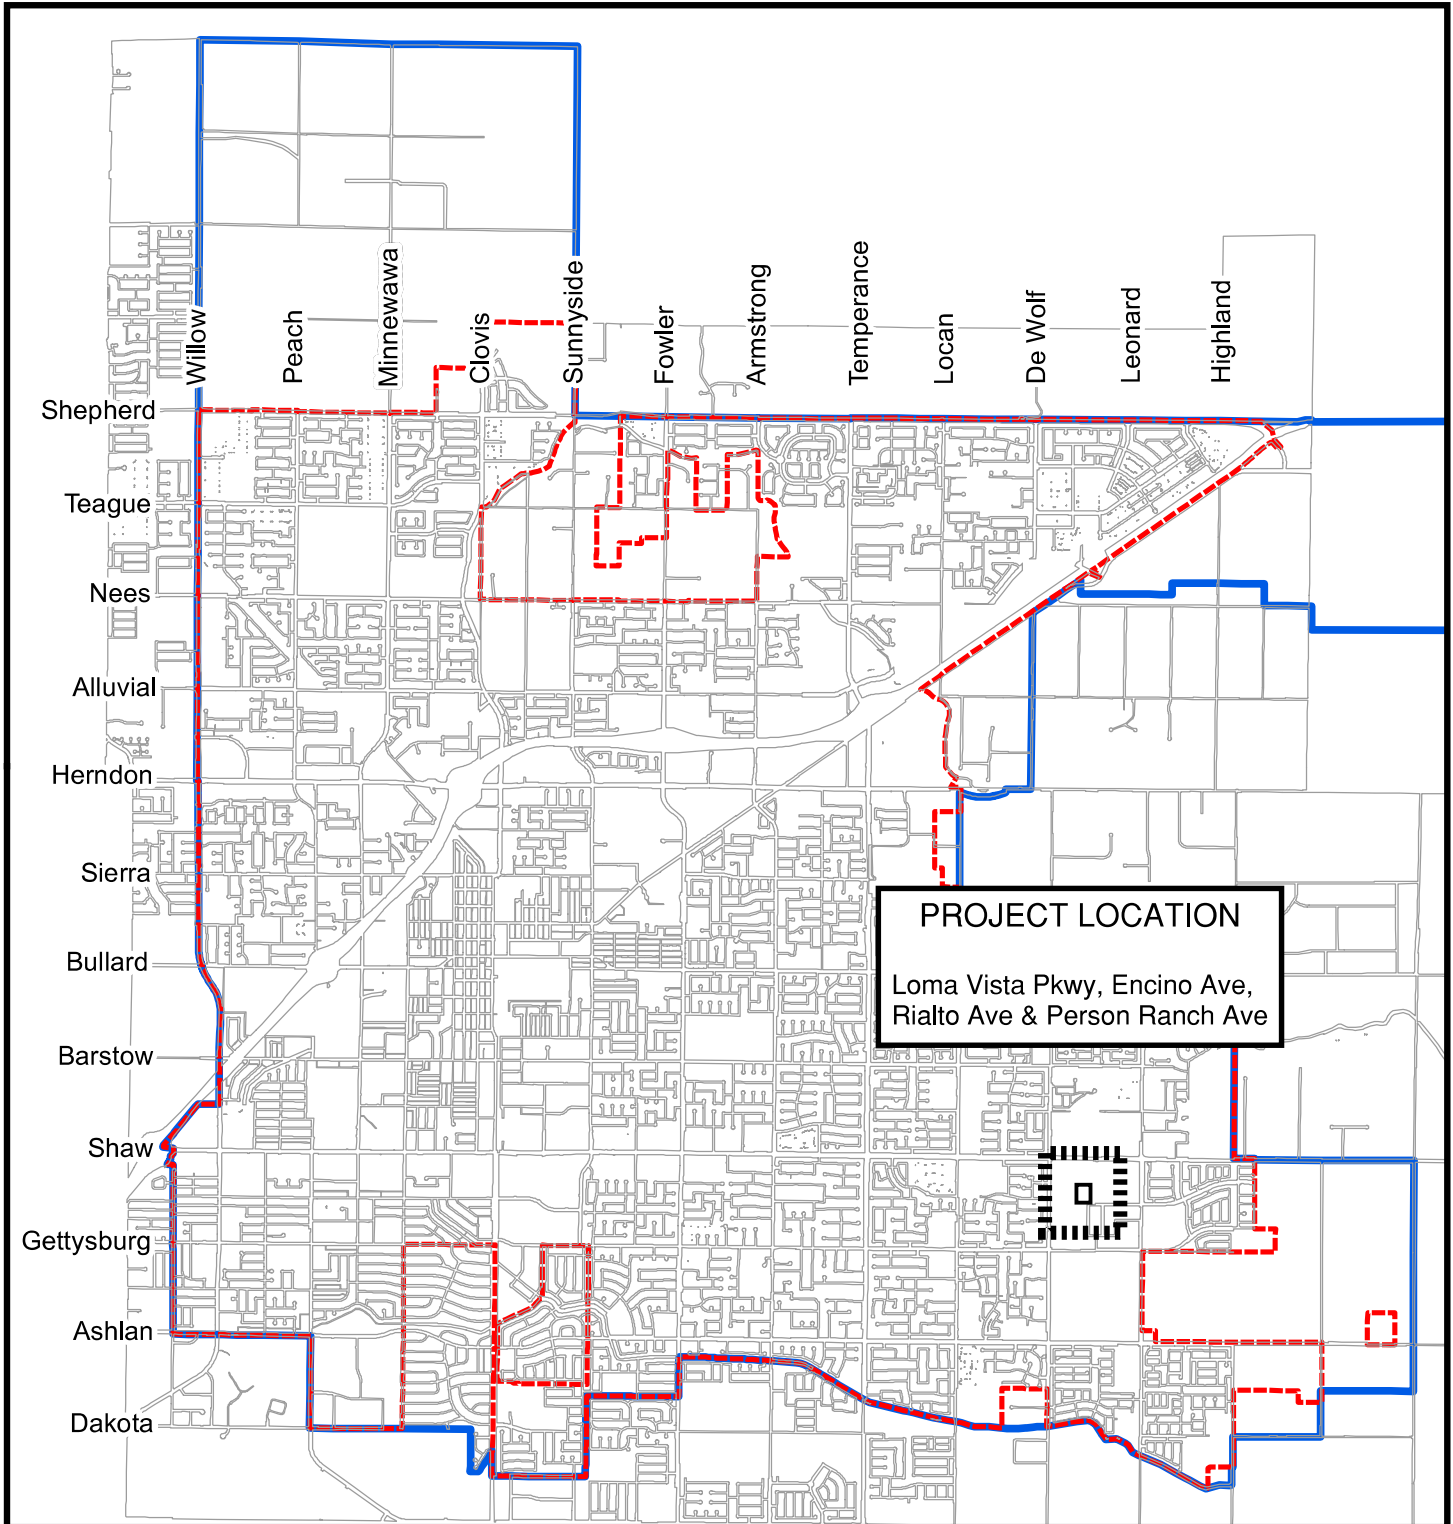 Willow
Peach
Minnewawa
Clovis
Sunnyside
Fowler
Armstrong
Temperance
Locan
De Wolf
Leonard
Highland
Shepherd
Teague
Nees
Alluvial
Herndon
Sierra
Bullard
Barstow
Shaw
Gettysburg
Ashlan
Dakota
PROJECT LOCATION
Loma Vista Pkwy, Encino Ave,
Rialto Ave & Person Ranch Ave